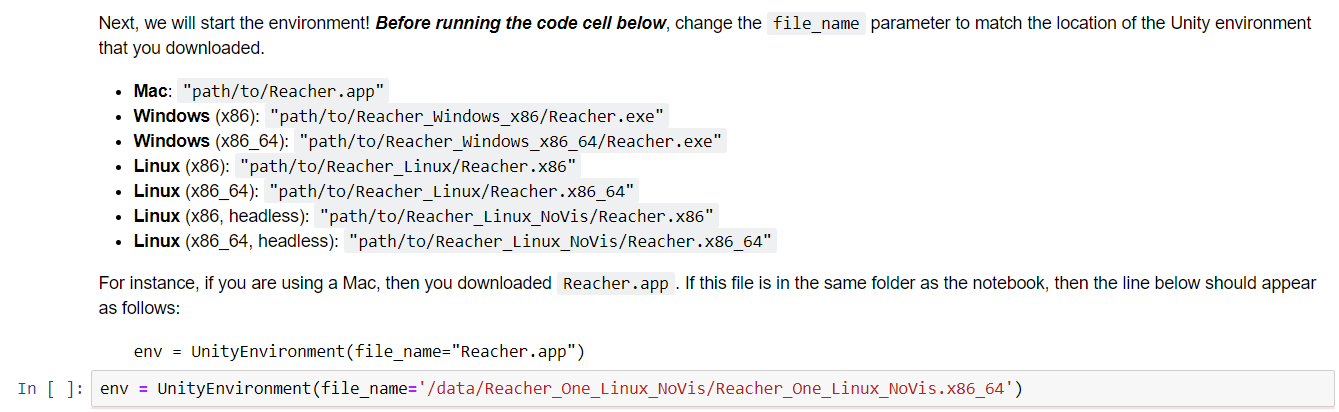 Next, we will start the environment! Before running the code cell below, change the file_name parameter to match the location of the Unity environment
that you downloaded.
• Mac: "path/to/Reacher.app"
• Windows (x86): "path/to/Reacher_Windows_x86/Reacher.exe"
• Windows (x86_64): "path/to/Reacher_Windows_x86_64/Reacher.exe"
• Linux (x86): "path/to/Reacher_Linux/Reacher.x86"
• Linux (x86_64): "path/to/Reacher_Linux/Reacher.x86_64"
• Linux (x86, headless): "path/to/Reacher_Linux_NoVis/Reacher.x86"
• Linux (x86_64, headless): "path/to/Reacher_Linux_NoVis/Reacher.x86_64"
For instance, if you are using a Mac, then you downloaded Reacher.app . If this file is in the same folder as the notebook, then the line below should appear
as follows:
env = UnityEnvironment(file_name="Reacher.app")
In [ ]: env = UnityEnvironment(file_name='/data/Reacher_One_Linux_NoVis/Reacher_One_Linux_NoVis.x86_64')